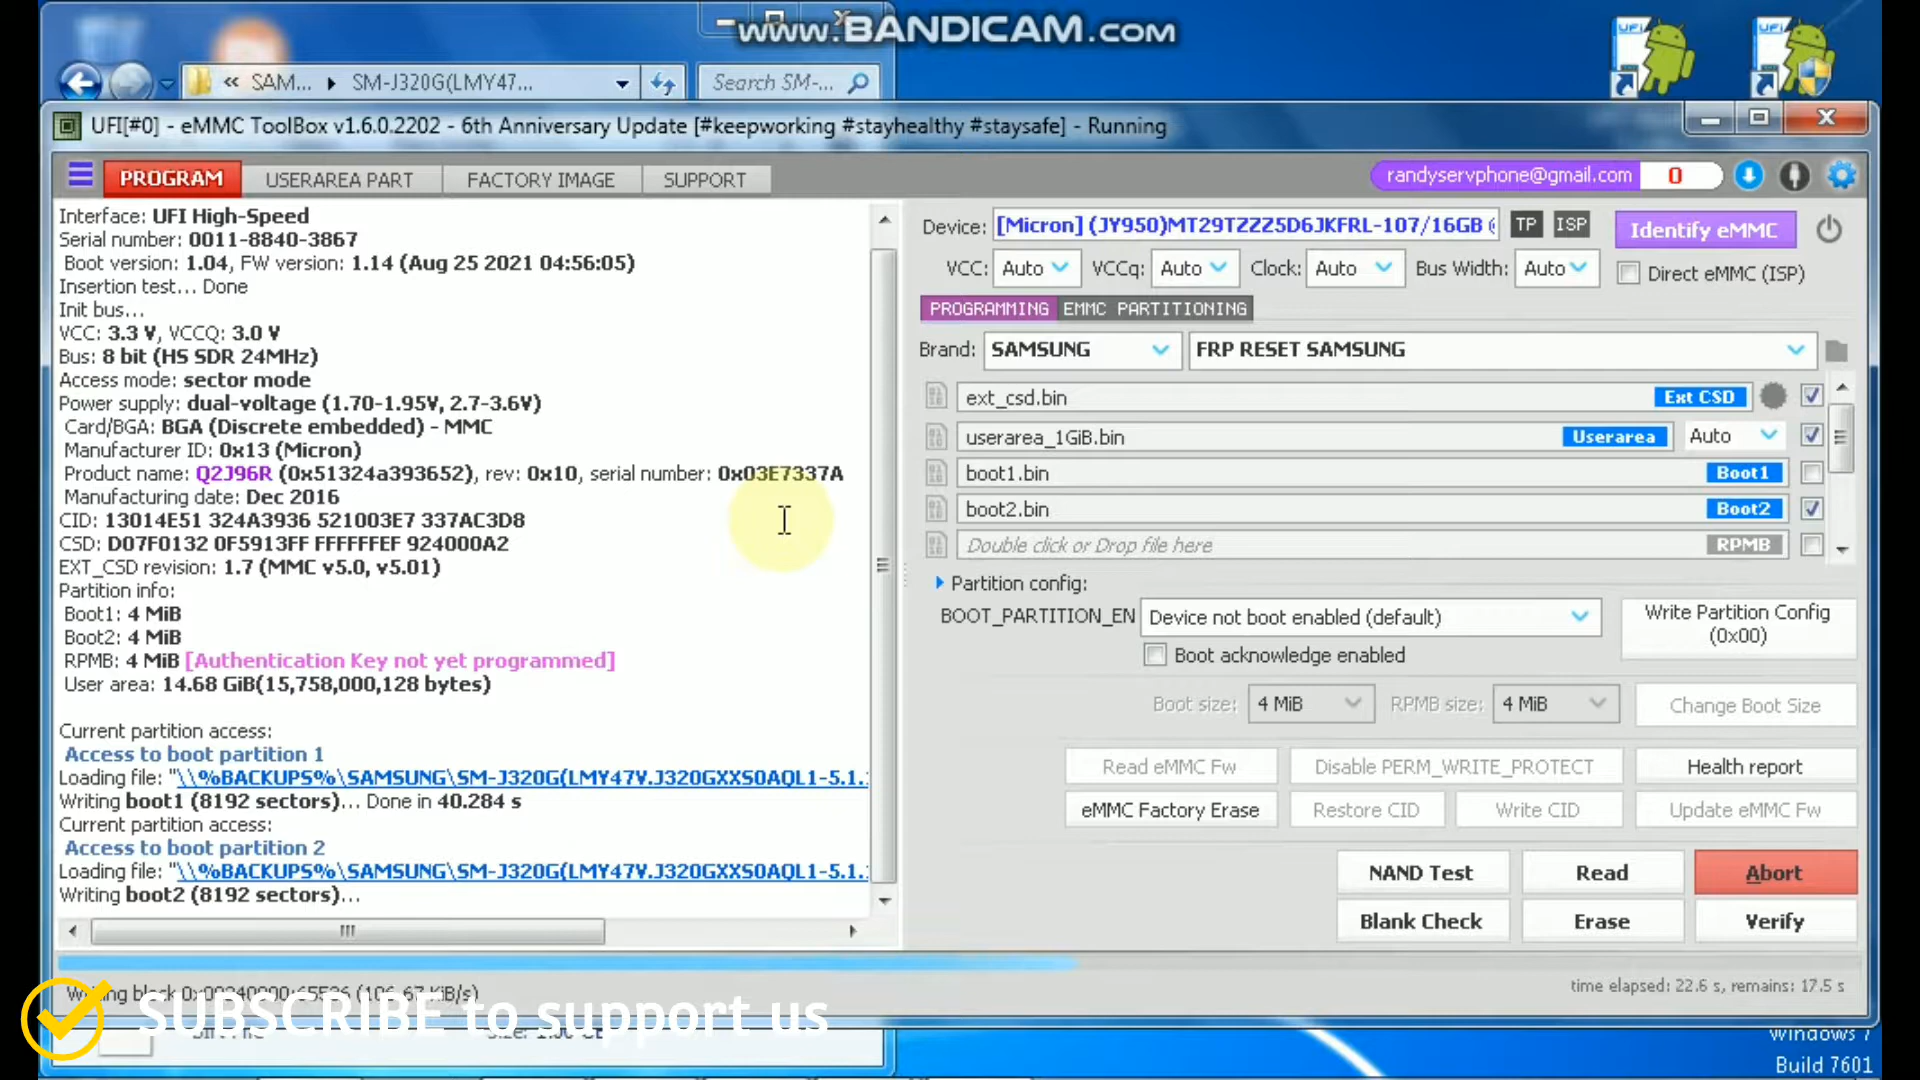 www.BANDICAM.com
« SAM... ▸ SM-J320G(LMY47...
Search SM-...
UFI[#0] - eMMC ToolBox v1.6.0.2202 - 6th Anniversary Update [#keepworking #stayhealthy #staysafe] - Running
PROGRAM USERAREA PART FACTORY IMAGE SUPPORT
randyservphone@gmail.com 0
Interface: UFI High-Speed
Serial number: 0011-8840-3867
Boot version: 1.04, FW version: 1.14 (Aug 25 2021 04:56:05)
Insertion test... Done
Init bus...
VCC: 3.3 V, VCCQ: 3.0 V
Bus: 8 bit (HS SDR 24MHz)
Access mode: sector mode
Power supply: dual-voltage (1.70-1.95V, 2.7-3.6V)
Card/BGA: BGA (Discrete embedded) - MMC
Manufacturer ID: 0x13 (Micron)
Product name: Q2J96R (0x51324a393652), rev: 0x10, serial number: 0x03E7337A
Manufacturing date: Dec 2016
CID: 13014E51 324A3936 521003E7 337AC3D8
CSD: D07F0132 0F5913FF FFFFFFEF 924000A2
EXT_CSD revision: 1.7 (MMC v5.0, v5.01)
Partition info:
Boot1: 4 MiB
Boot2: 4 MiB
RPMB: 4 MiB [Authentication Key not yet programmed]
User area: 14.68 GiB(15,758,000,128 bytes)
Current partition access:
Access to boot partition 1
Loading file: "\\%BACKUPS%\SAMSUNG\SM-J320G(LMY47V.J320GXXS0AQL1-5.1.
Writing boot1 (8192 sectors)... Done in 40.284 s
Current partition access:
Access to boot partition 2
Loading file: "\\%BACKUPS%\SAMSUNG\SM-J320G(LMY47V.J320GXXS0AQL1-5.1.
Writing boot2 (8192 sectors)...
Device: [Micron] (JY950)MT29TZZZ5D6JKFRL-107/16GB TP ISP Identify eMMC
VCC: Auto VCCq: Auto Clock: Auto Bus Width: Auto Direct eMMC (ISP)
PROGRAMMING EMMC PARTITIONING
Brand: SAMSUNG FRP RESET SAMSUNG
ext_csd.bin Ext CSD
userarea_1GiB.bin Userarea Auto
boot1.bin Boot1
boot2.bin Boot2
Double click or Drop file here RPMB
Partition config:
BOOT_PARTITION_EN Device not boot enabled (default) Write Partition Config (0x00)
Boot acknowledge enabled
Boot size: 4 MiB RPMB size: 4 MiB Change Boot Size
Read eMMC Fw Disable PERM_WRITE_PROTECT Health report
eMMC Factory Erase Restore CID Write CID Update eMMC Fw
NAND Test Read Abort
Blank Check Erase Verify
time elapsed: 22.6 s, remains: 17.5 s
SUBSCRIBE to support us
Windows 7
Build 7601